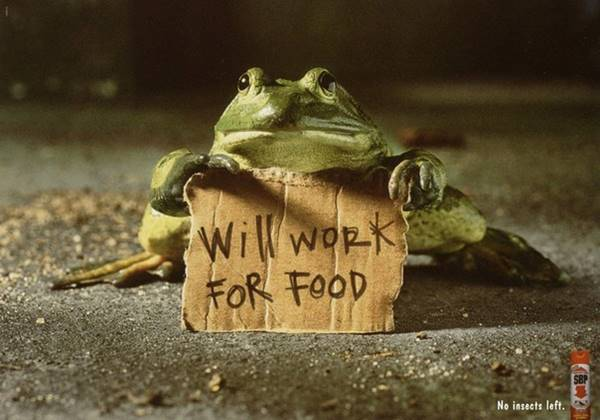 Will WORK
FOR FOOD
No insects left.
SBP